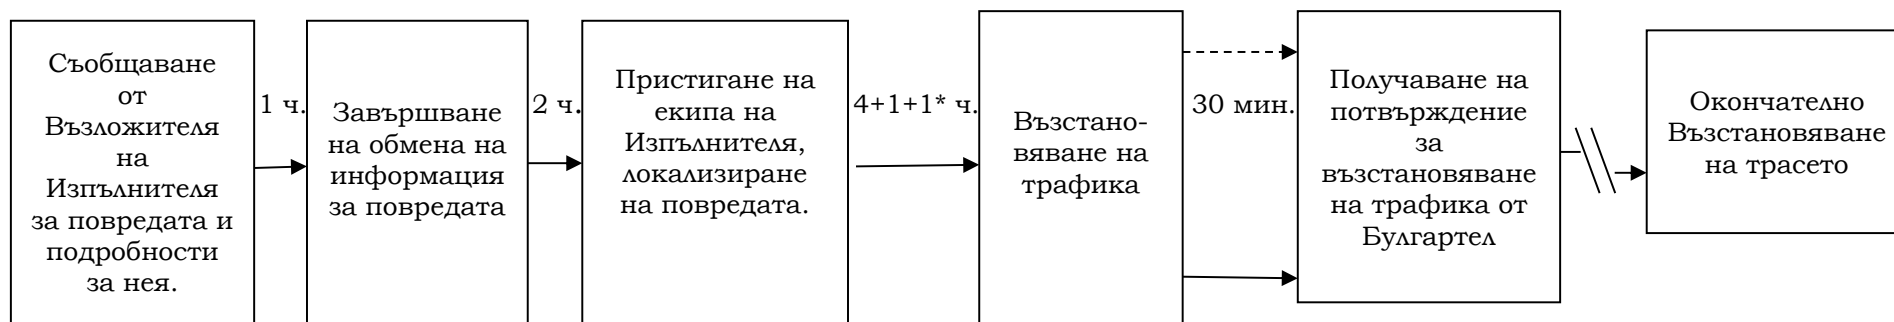 Съобщаване
от
Възложителя
на
Изпълнителя
за повредата и
подробности
за нея.
1 ч.
Завършване
на обмена на
информация
за повредата
2 ч.
Пристигане на
екипа на
Изпълнителя,
локализиране
на повредата.
4+1+1* ч.
Възстано-
вяване на
трафика
30 мин.
Получаване на
потвърждение
за
възстановяване
на трафика от
Булгартел
Окончателно
Възстановяване
на трасето